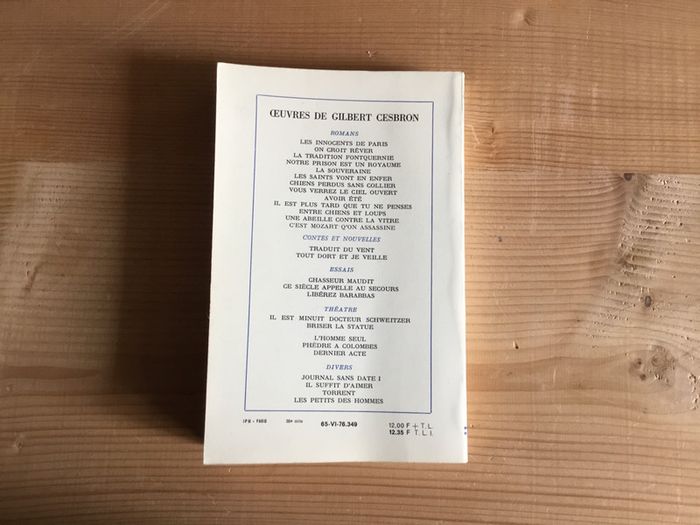 ŒUVRES DE GILBERT CESBRON
ROMANS
LES INNOCENTS DE PARIS
ON CROIT RÊVER
LA TRADITION FONTQUERNIE
NOTRE PRISON EST UN ROYAUME
LA SOUVERAINE
LES SAINTS VONT EN ENFER
CHIENS PERDUS SANS COLLIER
VOUS VERREZ LE CIEL OUVERT
AVOIR ÉTÉ
IL EST PLUS TARD QUE TU NE PENSES
ENTRE CHIENS ET LOUPS
UNE ABEILLE CONTRE LA VITRE
C'EST MOZART Q'ON ASSASSINE
CONTES ET NOUVELLES
TRADUIT DU VENT
TOUT DORT ET JE VEILLE
ESSAIS
CHASSEUR MAUDIT
CE SIÈCLE APPELLE AU SECOURS
LIBÉREZ BARABBAS
THÉATRE
IL EST MINUIT DOCTEUR SCHWEITZER
BRISER LA STATUE
L'HOMME SEUL
PHÈDRE A COLOMBES
DERNIER ACTE
DIVERS
JOURNAL SANS DATE I
IL SUFFIT D'AIMER
TORRENT
LES PETITS DES HOMMES
65-VI-76.349
12,00 F + T. L.
12,35 F T. L. I.